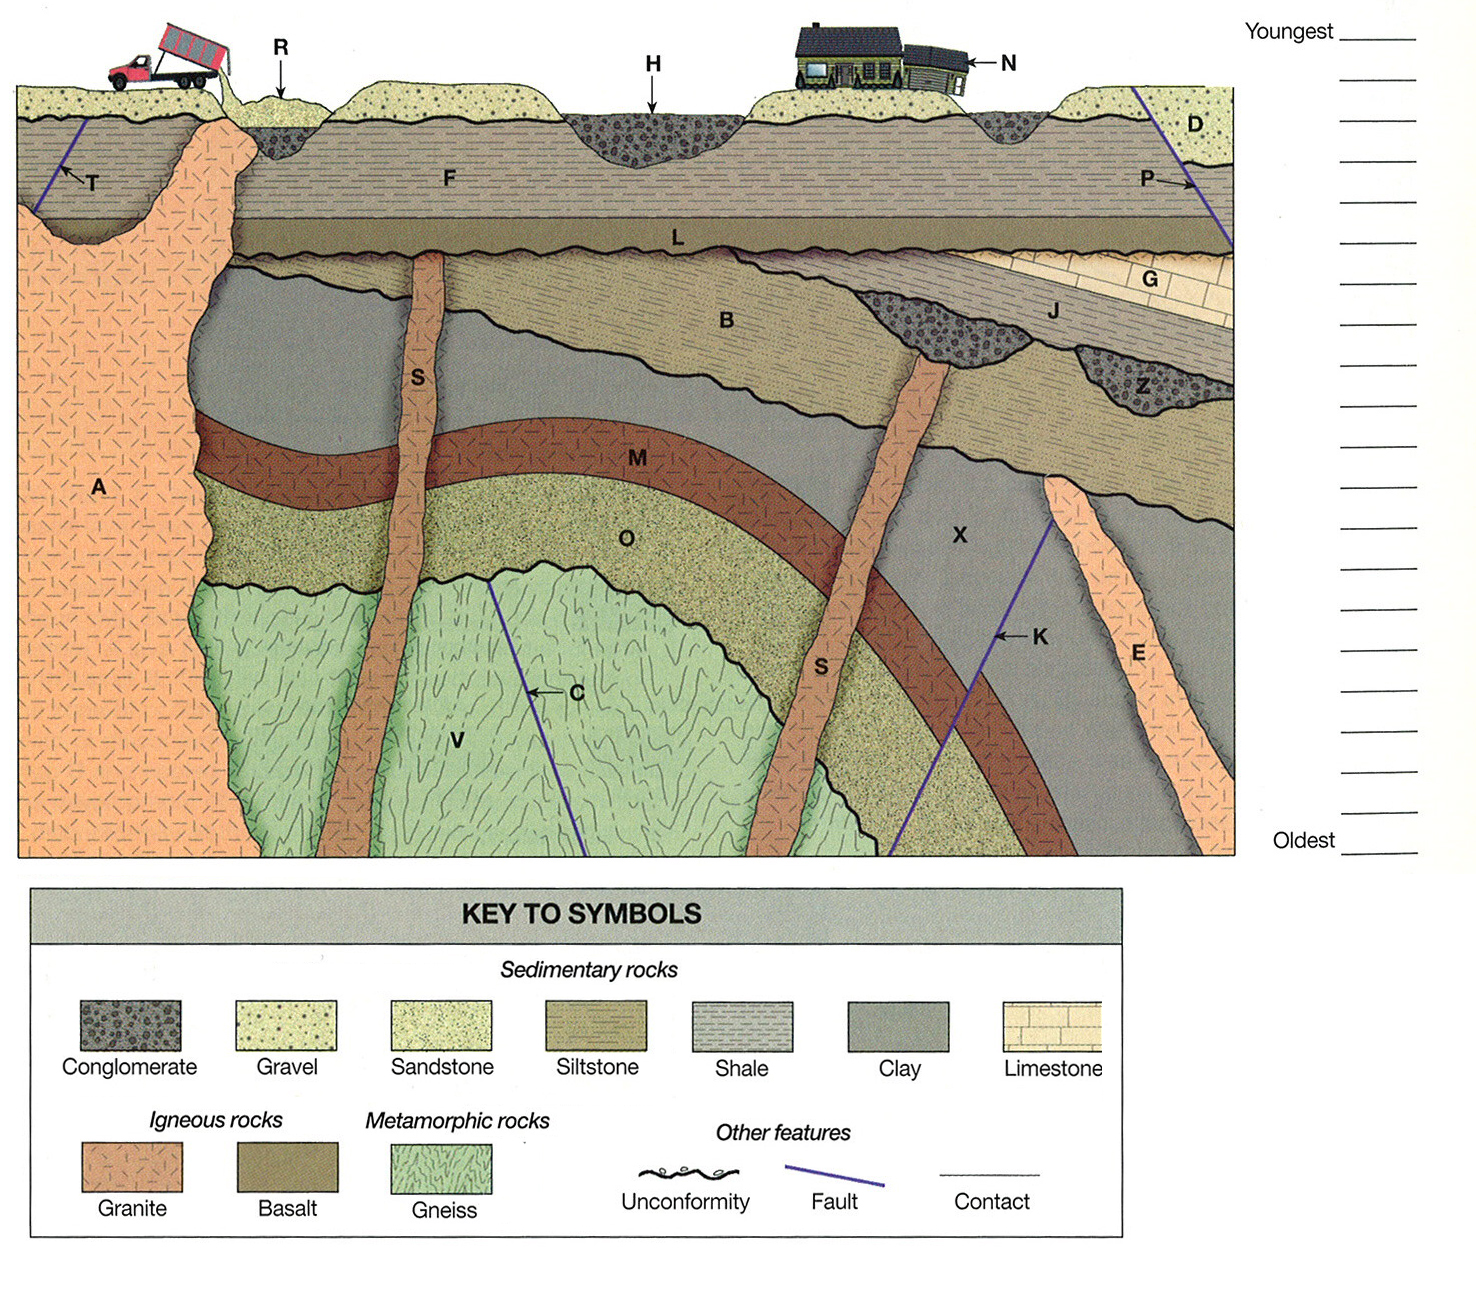 Youngest
R
H
N
D
T
F
P
L
G
J
B
S
Z
M
A
O
X
K
E
S
C
V
Oldest
KEY TO SYMBOLS
Sedimentary rocks
Conglomerate Gravel Sandstone Siltstone Shale Clay Limestone
Igneous rocks Metamorphic rocks Other features
Granite Basalt Gneiss Unconformity Fault Contact